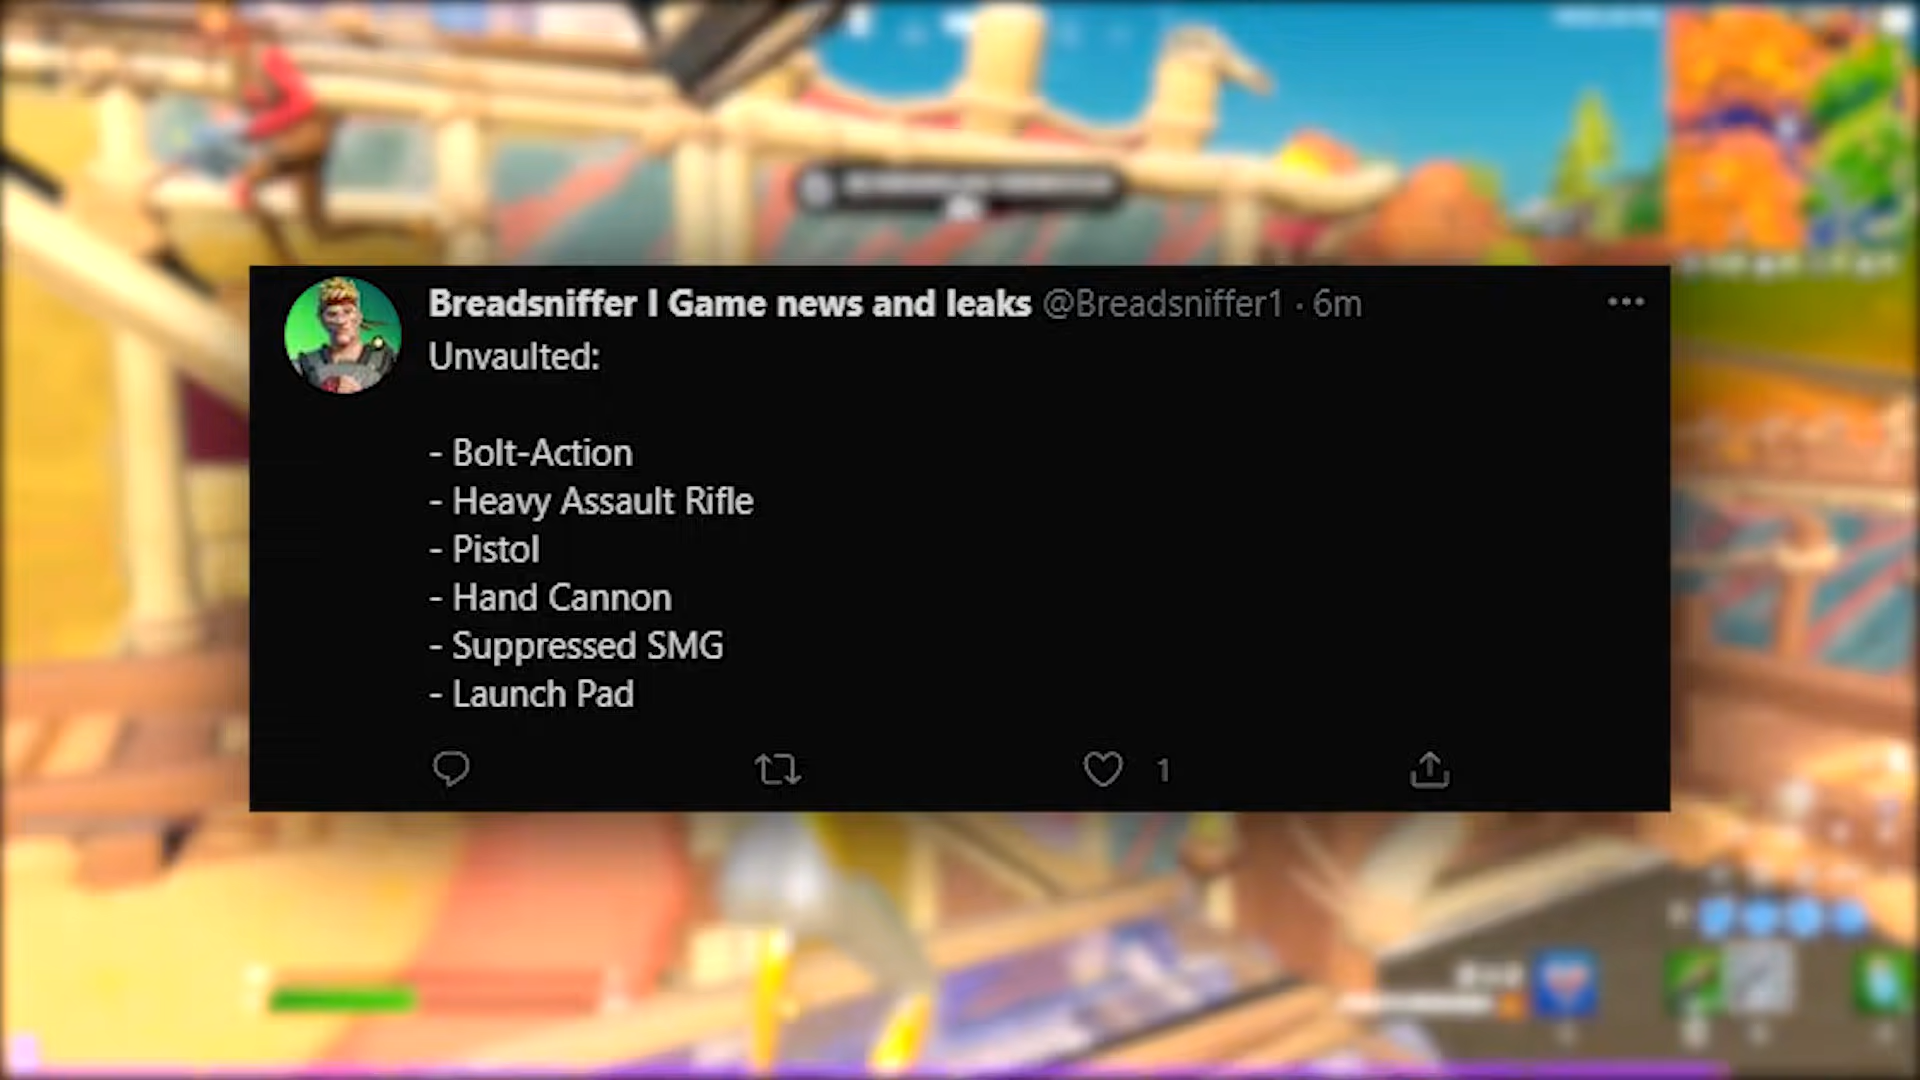 Breadsniffer l Game news and leaks @Breadsniffer1 · 6m
Unvaulted:
- Bolt-Action
- Heavy Assault Rifle
- Pistol
- Hand Cannon
- Suppressed SMG
- Launch Pad
1